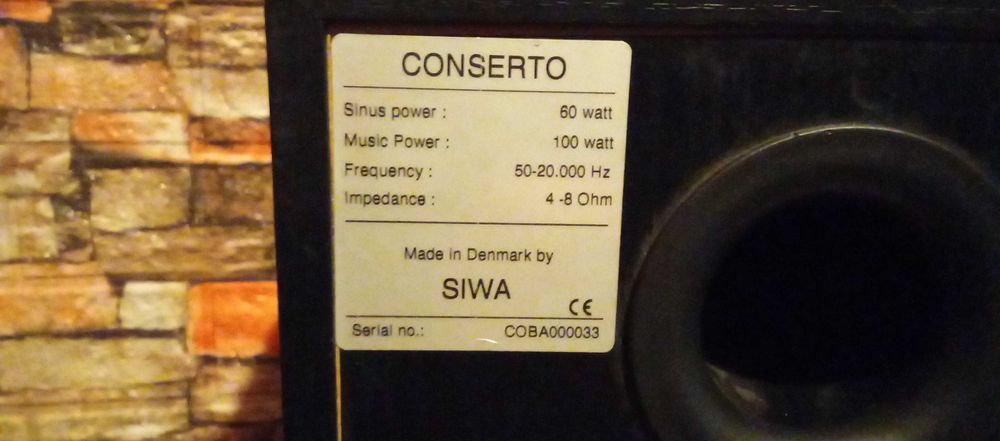 CONSERTO
Sinus power : 60 watt
Music Power : 100 watt
Frequency : 50-20.000 Hz
Impedance : 4 -8 Ohm
Made in Denmark by
SIWA
CE
Serial no.: COBA000033